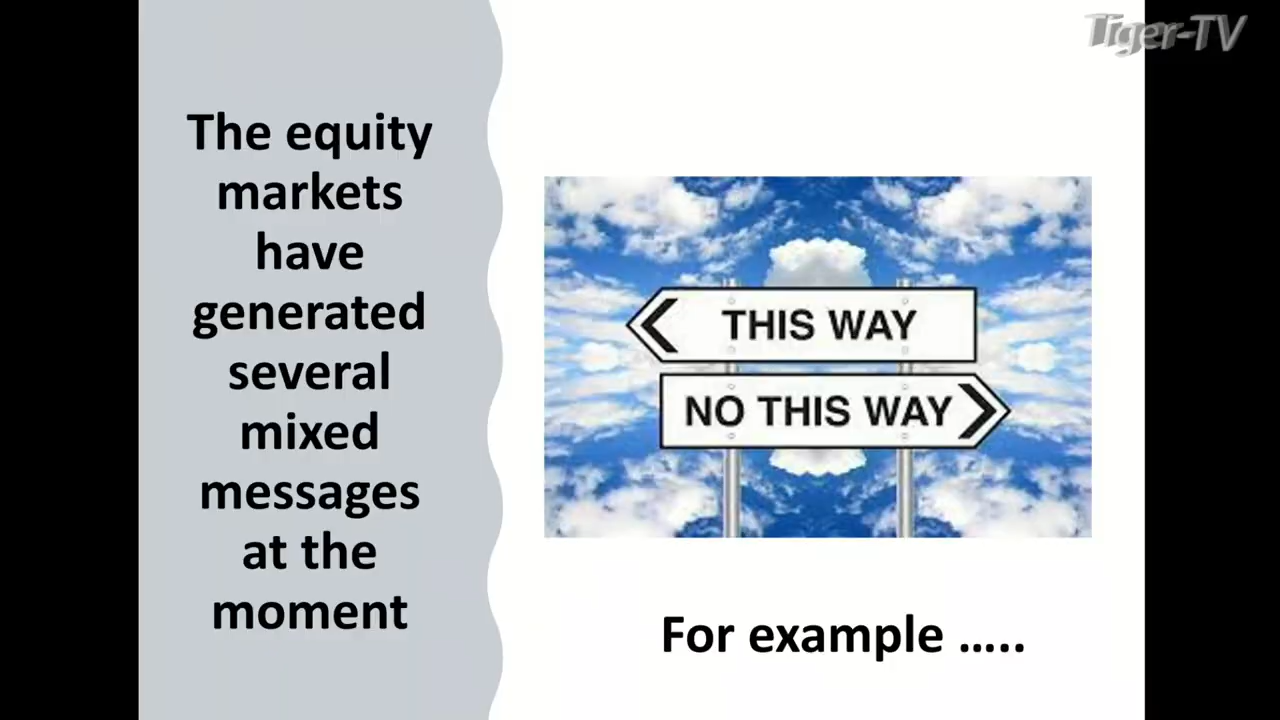 Tiger-TV
The equity
markets
have
generated
several
mixed
messages
at the
moment
THIS WAY
NO THIS WAY
For example …..